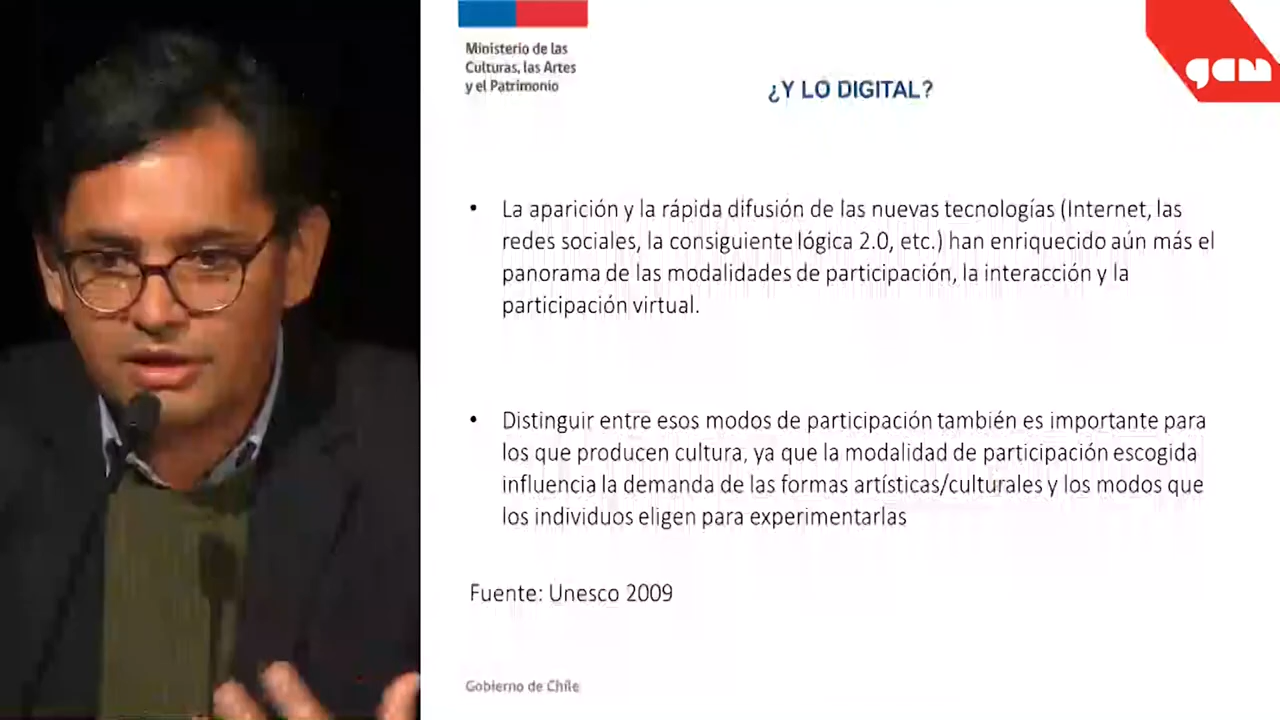 Ministerio de las
Culturas, las Artes
y el Patrimonio
gam
¿Y LO DIGITAL?
• La aparición y la rápida difusión de las nuevas tecnologías (Internet, las
redes sociales, la consiguiente lógica 2.0, etc.) han enriquecido aún más el
panorama de las modalidades de participación, la interacción y la
participación virtual.
• Distinguir entre esos modos de participación también es importante para
los que producen cultura, ya que la modalidad de participación escogida
influencia la demanda de las formas artísticas/culturales y los modos que
los individuos eligen para experimentarlas
Fuente: Unesco 2009
Gobierno de Chile